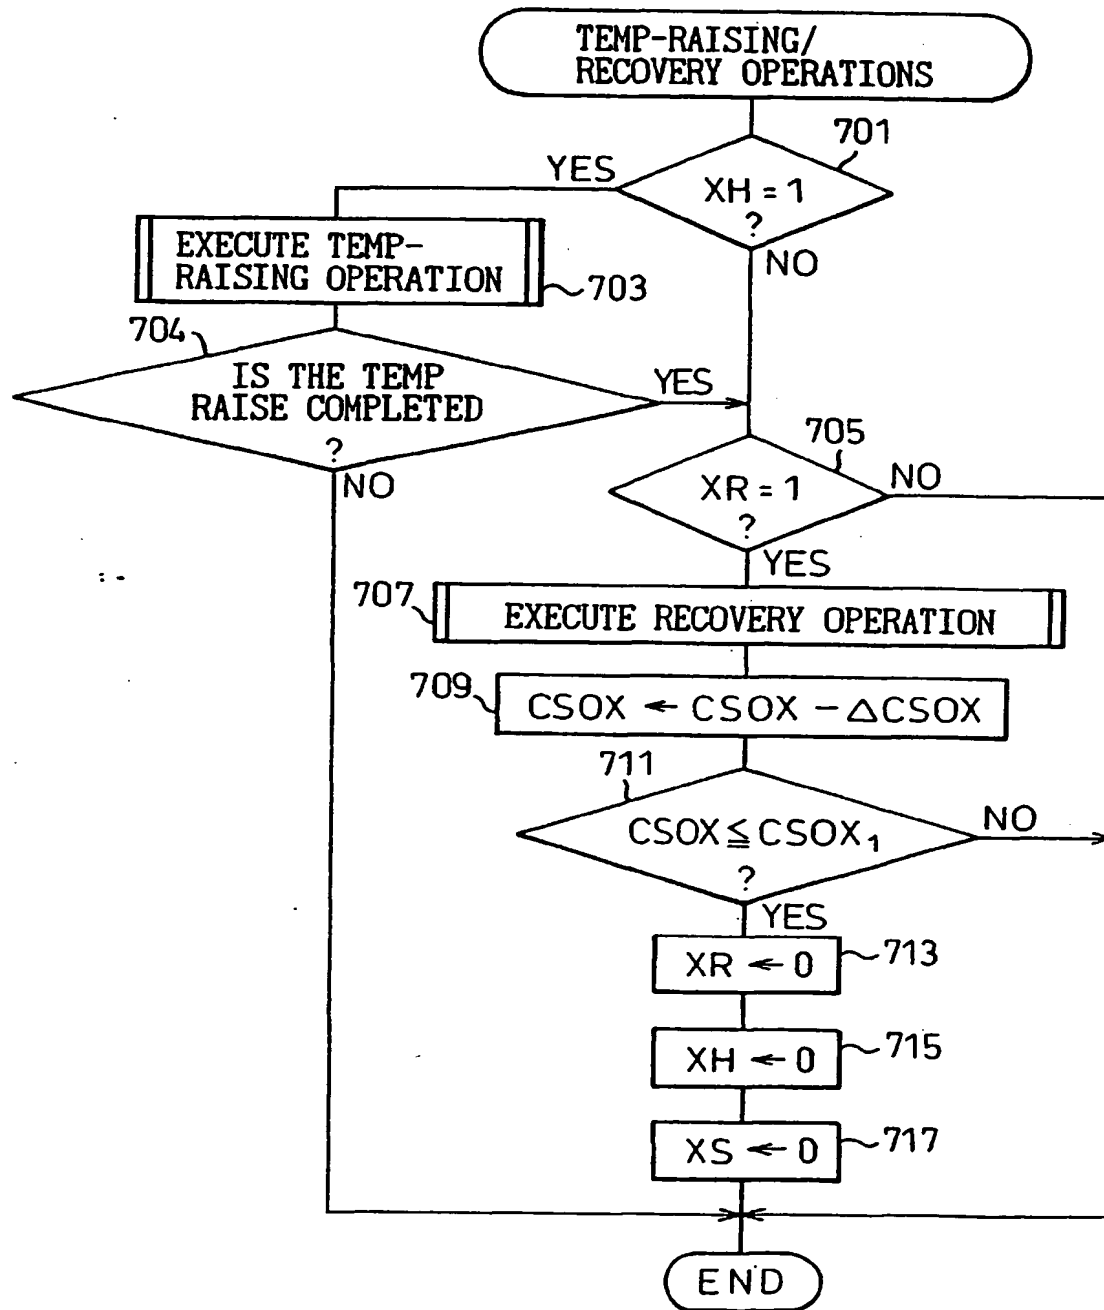 TEMP-RAISING/
RECOVERY OPERATIONS
701
YES
XH = 1
?
NO
EXECUTE TEMP-
RAISING OPERATION
703
704
IS THE TEMP
RAISE COMPLETED
?
YES
NO
705
XR = 1
?
NO
YES
707
EXECUTE RECOVERY OPERATION
709
CSOX ← CSOX − △CSOX
711
CSOX ≦ CSOX₁
?
NO
YES
XR ← 0
713
XH ← 0
715
XS ← 0
717
END